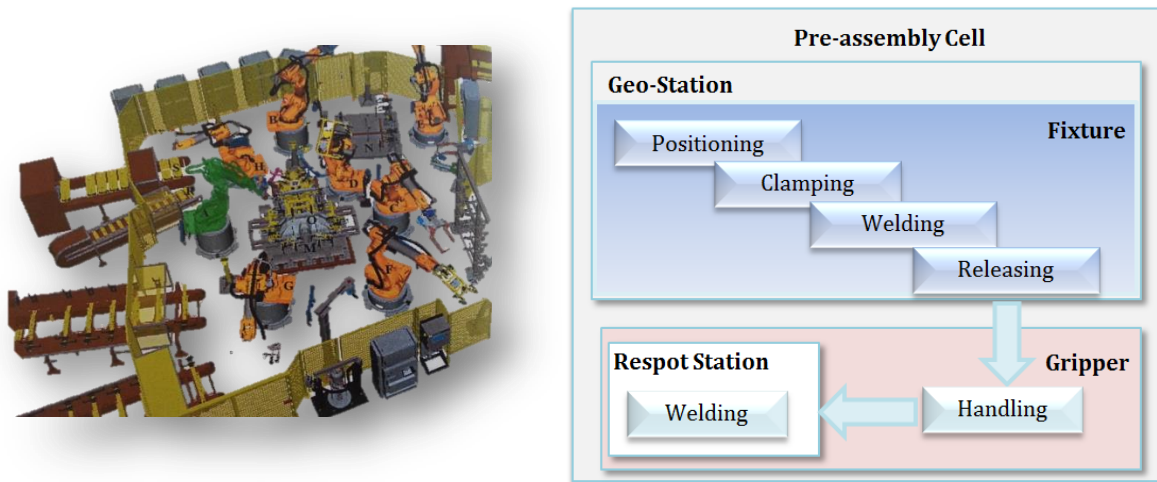 Pre-assembly Cell
Geo-Station
Fixture
Positioning
Clamping
Welding
Releasing
Respot Station
Gripper
Welding
Handling
B
E
N
S
H
D
R
C
O
M
F
G